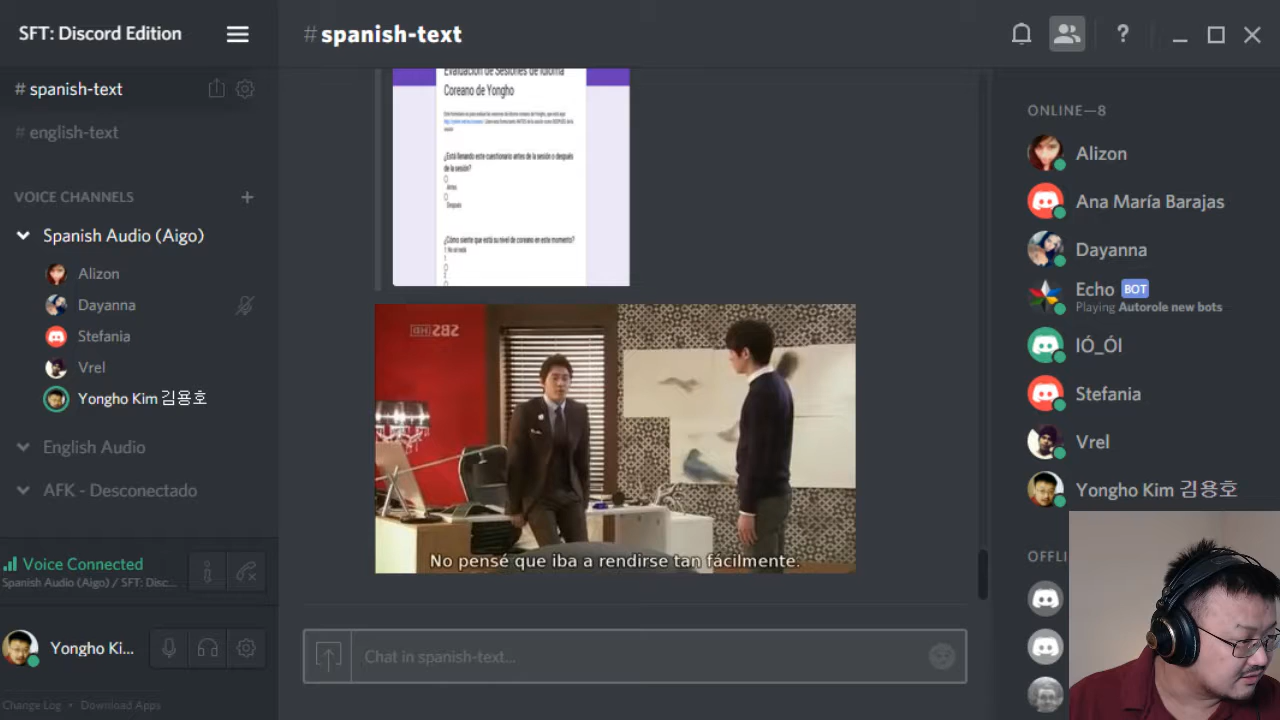 SFT: Discord Edition
# spanish-text
# english-text
VOICE CHANNELS
Spanish Audio (Aigo)
Alizon
Dayanna
Stefania
Vrel
Yongho Kim 김용호
English Audio
AFK - Desconectado
Voice Connected
Spanish Audio (Aigo) / SFT: Disc...
Yongho Ki...
Change Log • Download Apps
# spanish-text
Evaluación de Sesiones de Idioma
Coreano de Yongho
¿Está llenando este cuestionario antes de la sesión o después
de la sesión?
Antes
Después
¿Cómo siente que está su nivel de coreano en este momento?
SBS HD
No pensé que iba a rendirse tan fácilmente.
Chat in spanish-text...
?
ONLINE—8
Alizon
Ana María Barajas
Dayanna
Echo BOT
Playing Autorole new bots
IÓ_ÓI
Stefania
Vrel
Yongho Kim 김용호
OFFLI